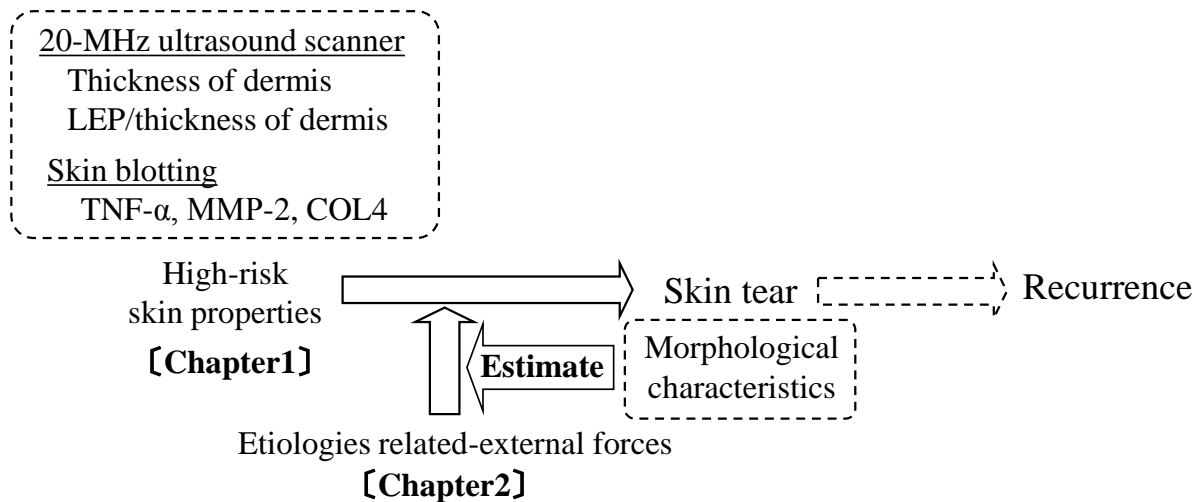 20-MHz ultrasound scanner
Thickness of dermis
LEP/thickness of dermis
Skin blotting
TNF-α, MMP-2, COL4
High-risk
skin properties
〔Chapter1〕
Skin tear
Recurrence
Estimate
Morphological
characteristics
Etiologies related-external forces
〔Chapter2〕